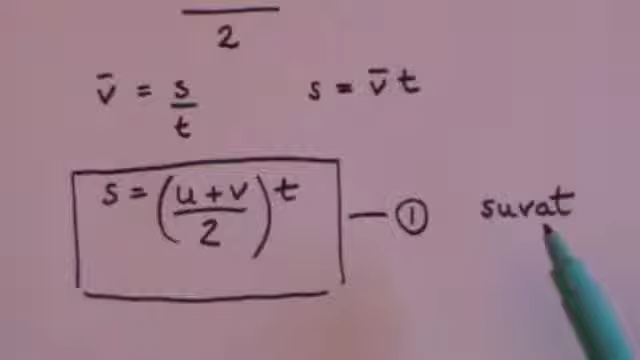 2
v̄ = s/t s = v̄ t
s = (u + v / 2) t — ① suvat